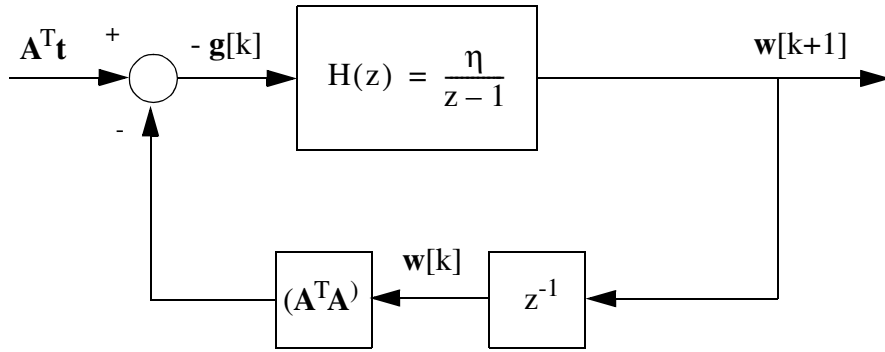 A^T t
+
- g[k]
H(z) = η / (z – 1)
w[k+1]
-
(A^T A)
w[k]
z^-1